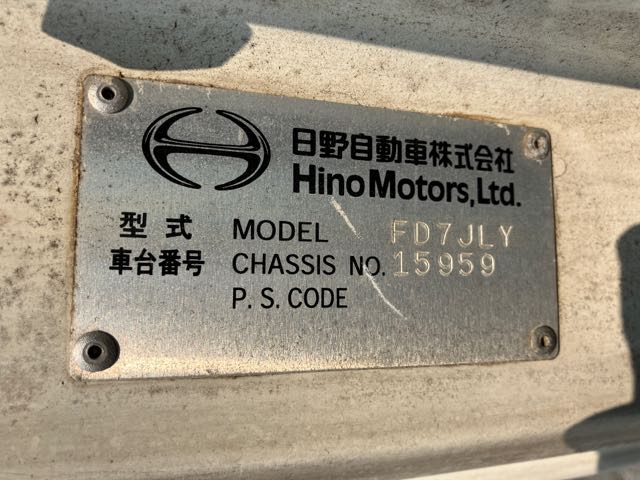 日野自動車株式会社
Hino Motors, Ltd.
型式 MODEL FD7JLY
車台番号 CHASSIS NO. 15959
P. S. CODE